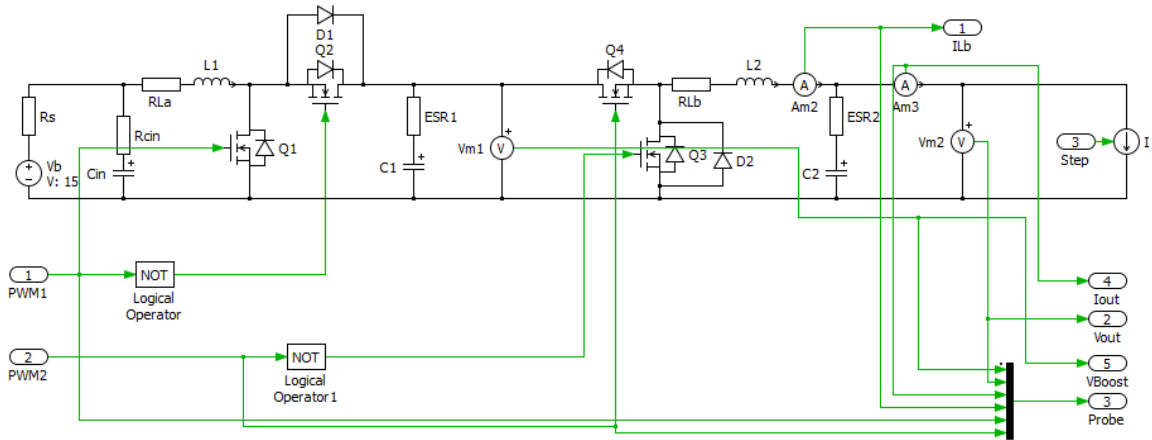 D1
Q2
Q4
1
ILb
L1
L2
A
Am2
A
Am3
RLa
RLb
Rs
Rcin
ESR1
ESR2
Vb
V: 15
Cin
Q1
C1
Vm1
V
Q3
D2
C2
Vm2
V
3
Step
I
1
PWM1
NOT
Logical
Operator
4
Iout
2
Vout
2
PWM2
NOT
Logical
Operator1
5
VBoost
3
Probe